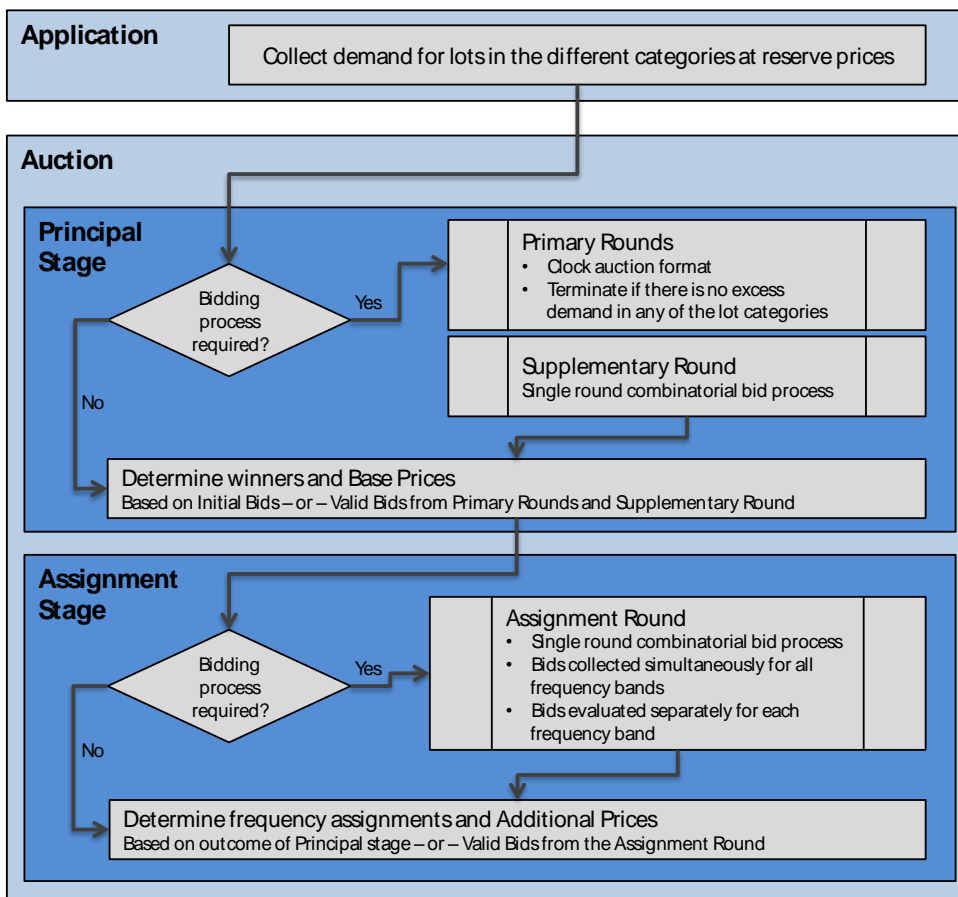 Application
Collect demand for lots in the different categories at reserve prices
Auction
Principal
Stage
Bidding
process
required?
Yes
No
Primary Rounds
• Clock auction format
• Terminate if there is no excess
demand in any of the lot categories
Supplementary Round
Single round combinatorial bid process
Determine winners and Base Prices
Based on Initial Bids – or – Valid Bids from Primary Rounds and Supplementary Round
Assignment
Stage
Bidding
process
required?
Yes
No
Assignment Round
• Single round combinatorial bid process
• Bids collected simultaneously for all
frequency bands
• Bids evaluated separately for each
frequency band
Determine frequency assignments and Additional Prices
Based on outcome of Principal stage – or – Valid Bids from the Assignment Round